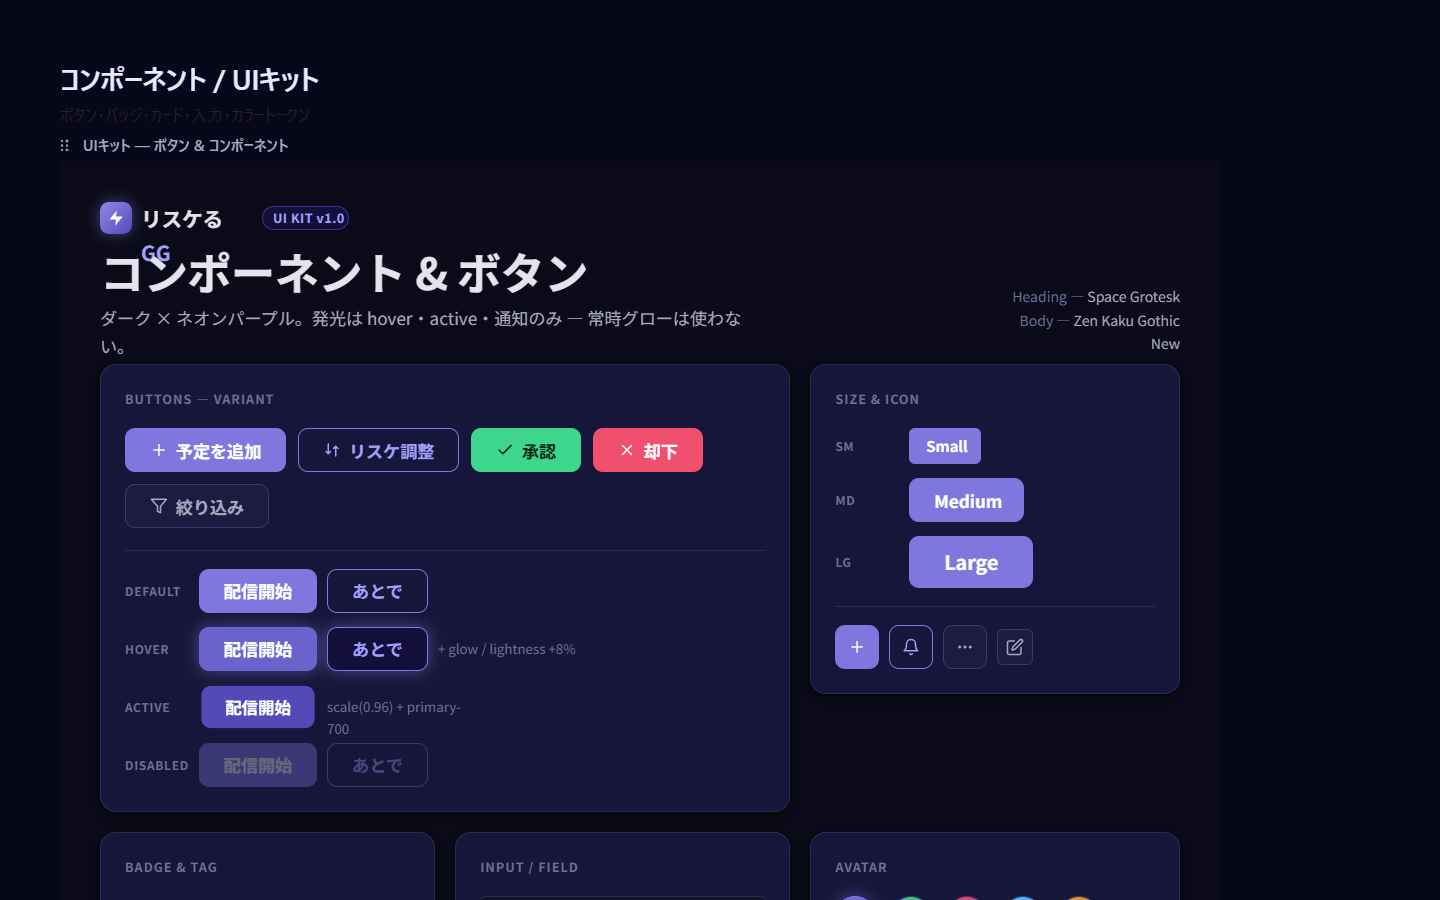 コンポーネント / UIキット
ボタン・バッジ・カード・入力・カラートークン
UIキット — ボタン & コンポーネント
リスケる
GG
UI KIT v1.0
コンポーネント & ボタン
ダーク × ネオンパープル。発光は hover・active・通知のみ — 常時グローは使わな
い。
Heading — Space Grotesk
Body — Zen Kaku Gothic
New
BUTTONS — VARIANT
予定を追加
リスケ調整
承認
却下
絞り込み
DEFAULT
配信開始
あとで
HOVER
配信開始
あとで
+ glow / lightness +8%
ACTIVE
配信開始
scale(0.96) + primary-
700
DISABLED
配信開始
あとで
SIZE & ICON
SM
Small
MD
Medium
LG
Large
BADGE & TAG
INPUT / FIELD
AVATAR